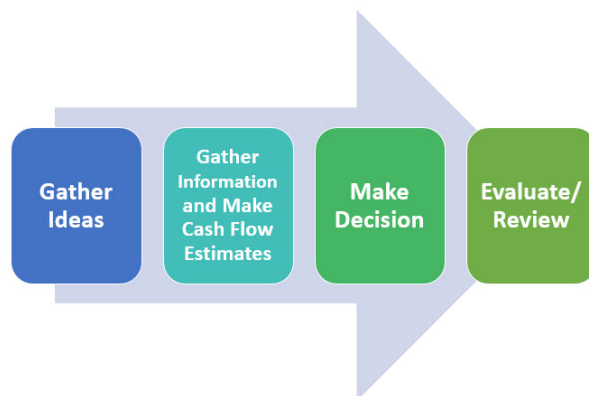 Gather
Ideas
Gather
Information
and Make
Cash Flow
Estimates
Make
Decision
Evaluate/
Review